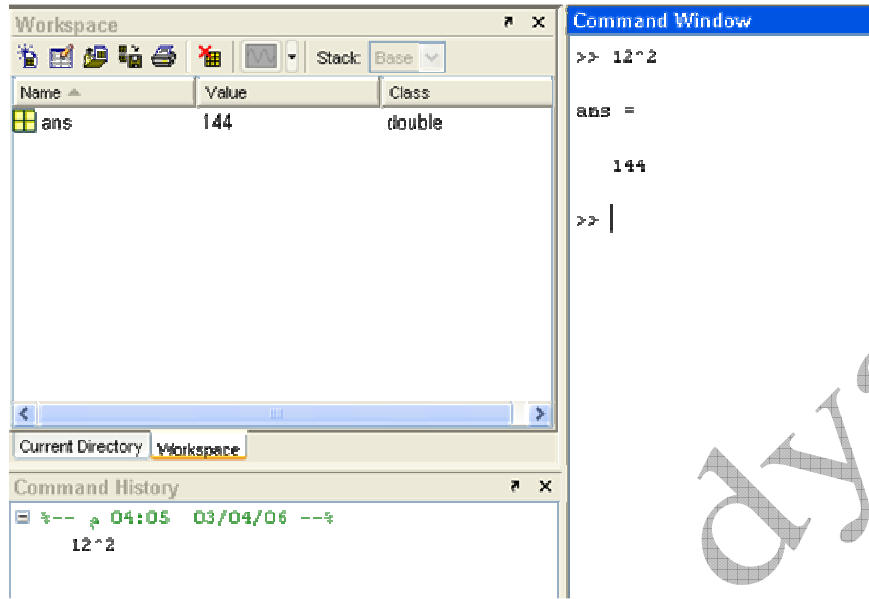 Workspace
Stack: Base
Name Value Class
ans 144 double
Current Directory Workspace
Command History
%-- م 04:05 03/04/06 --%
12^2
Command Window
>> 12^2
ans =
144
>>
dy